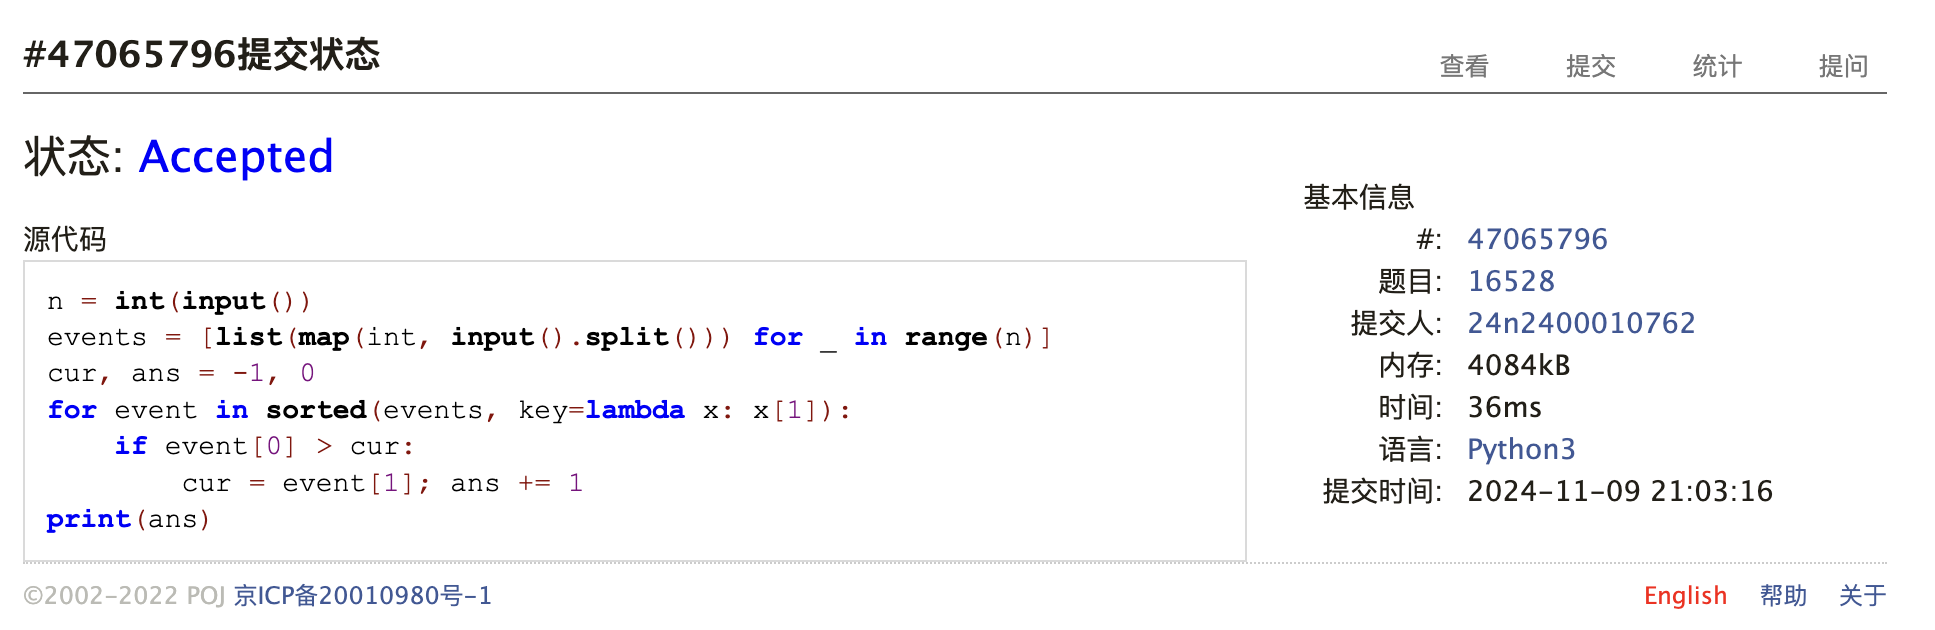 #47065796提交状态
查看 提交 统计 提问
状态: Accepted
源代码
n = int(input())
events = [list(map(int, input().split())) for _ in range(n)]
cur, ans = -1, 0
for event in sorted(events, key=lambda x: x[1]):
    if event[0] > cur:
        cur = event[1]; ans += 1
print(ans)
基本信息
#: 47065796
题目: 16528
提交人: 24n2400010762
内存: 4084kB
时间: 36ms
语言: Python3
提交时间: 2024-11-09 21:03:16
©2002-2022 POJ 京ICP备20010980号-1
English 帮助 关于